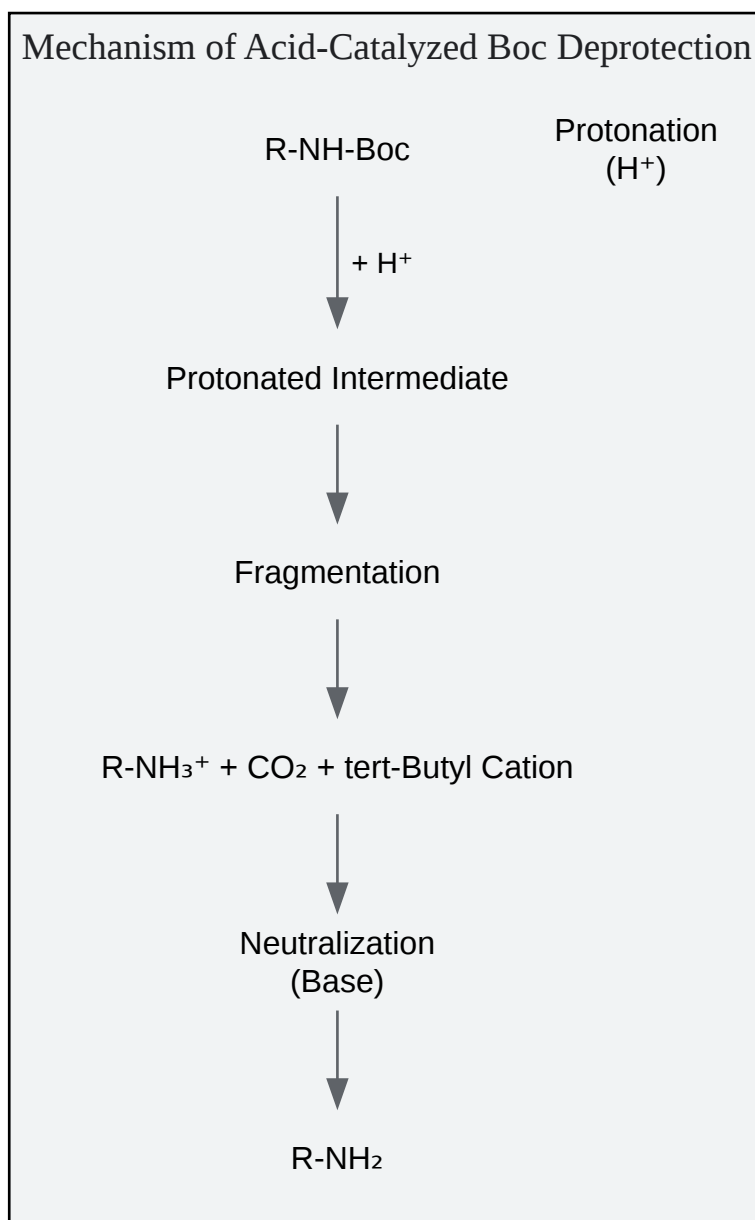 Mechanism of Acid-Catalyzed Boc Deprotection
R-NH-Boc
Protonation
(H⁺)
+ H⁺
Protonated Intermediate
Fragmentation
R-NH₃⁺ + CO₂ + tert-Butyl Cation
Neutralization
(Base)
R-NH₂